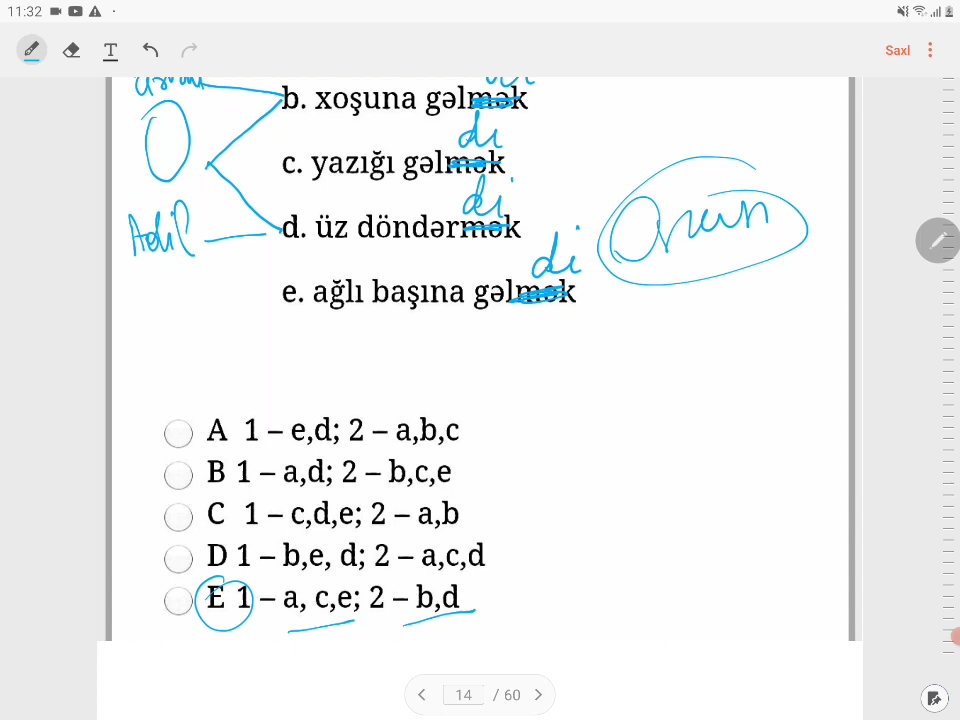 11:32
T
Saxl
b. xoşuna gəlmək
di
c. yazığı gəlmək
di
Adil
d. üz döndərmək
di
e. ağlı başına gəlmək
A 1 – e,d; 2 – a,b,c
B 1 – a,d; 2 – b,c,e
C 1 – c,d,e; 2 – a,b
D 1 – b,e, d; 2 – a,c,d
E 1 – a, c,e; 2 – b,d
14 / 60